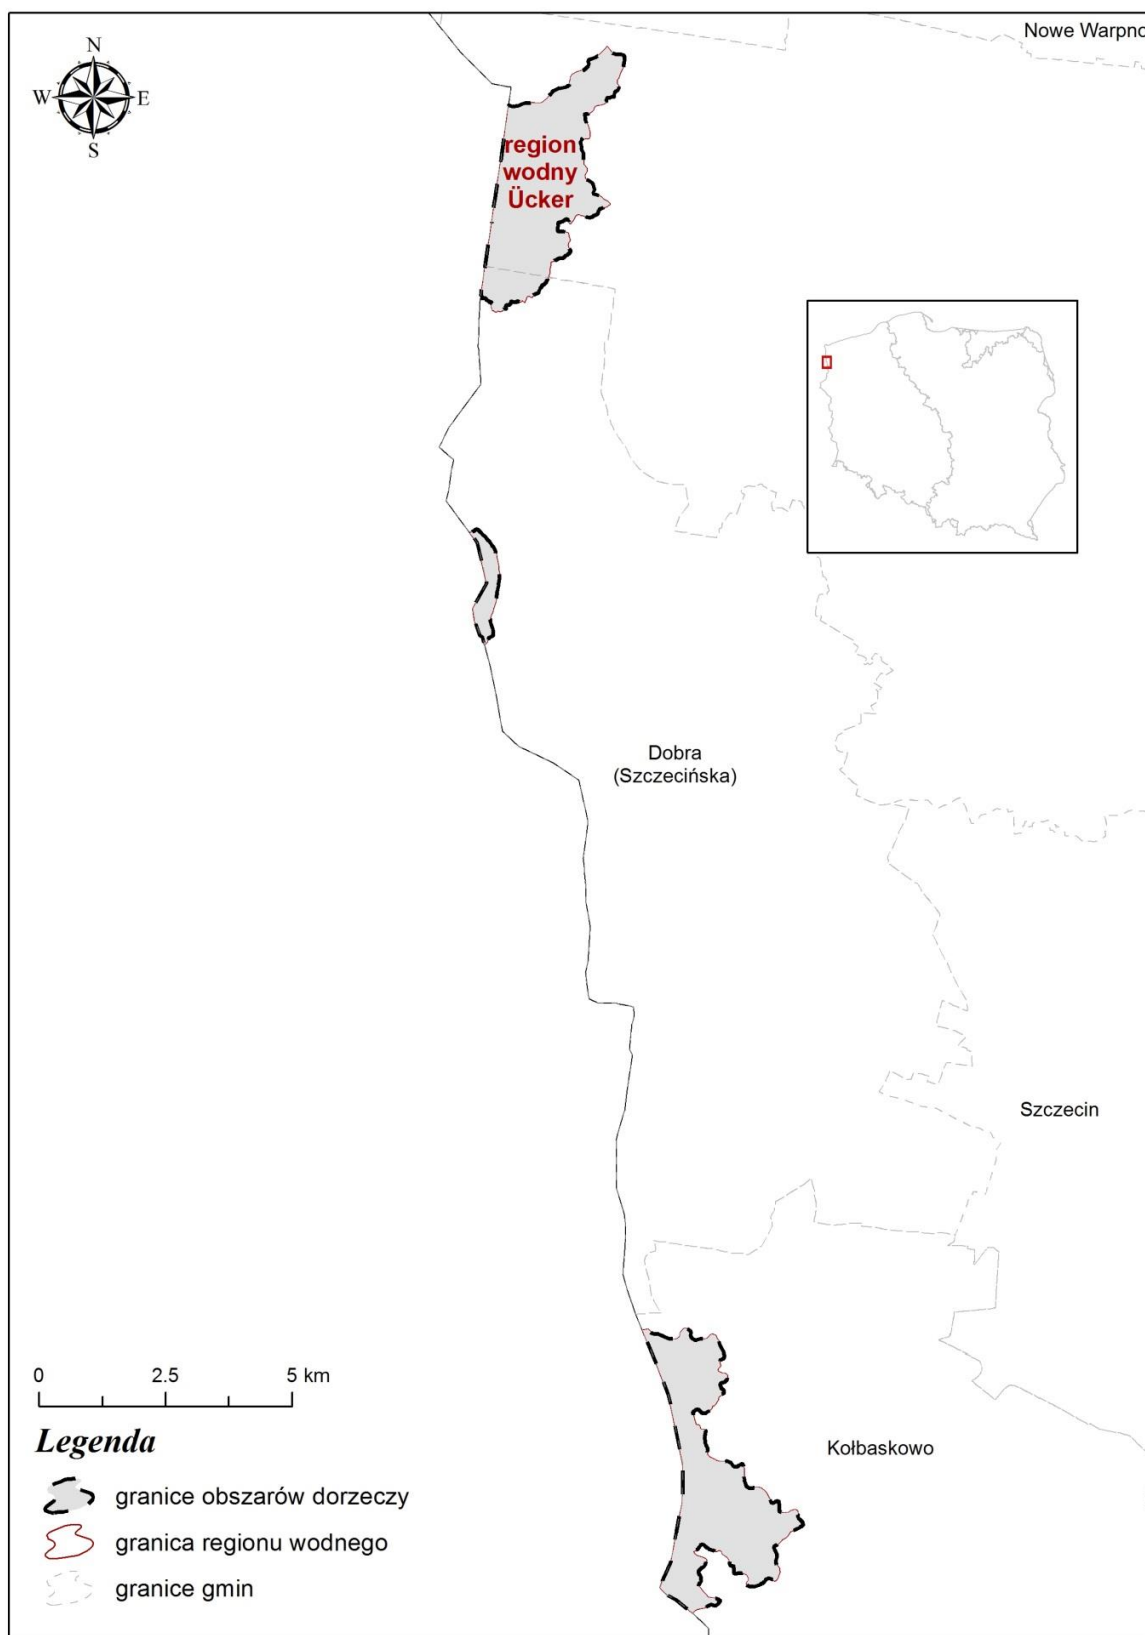 Nowe Warpno
N
W
E
S
region
wodny
Ücker
Dobra
(Szczecińska)
Szczecin
0 2.5 5 km
Legenda
Kołbaskowo
granice obszarów dorzeczy
granica regionu wodnego
granice gmin